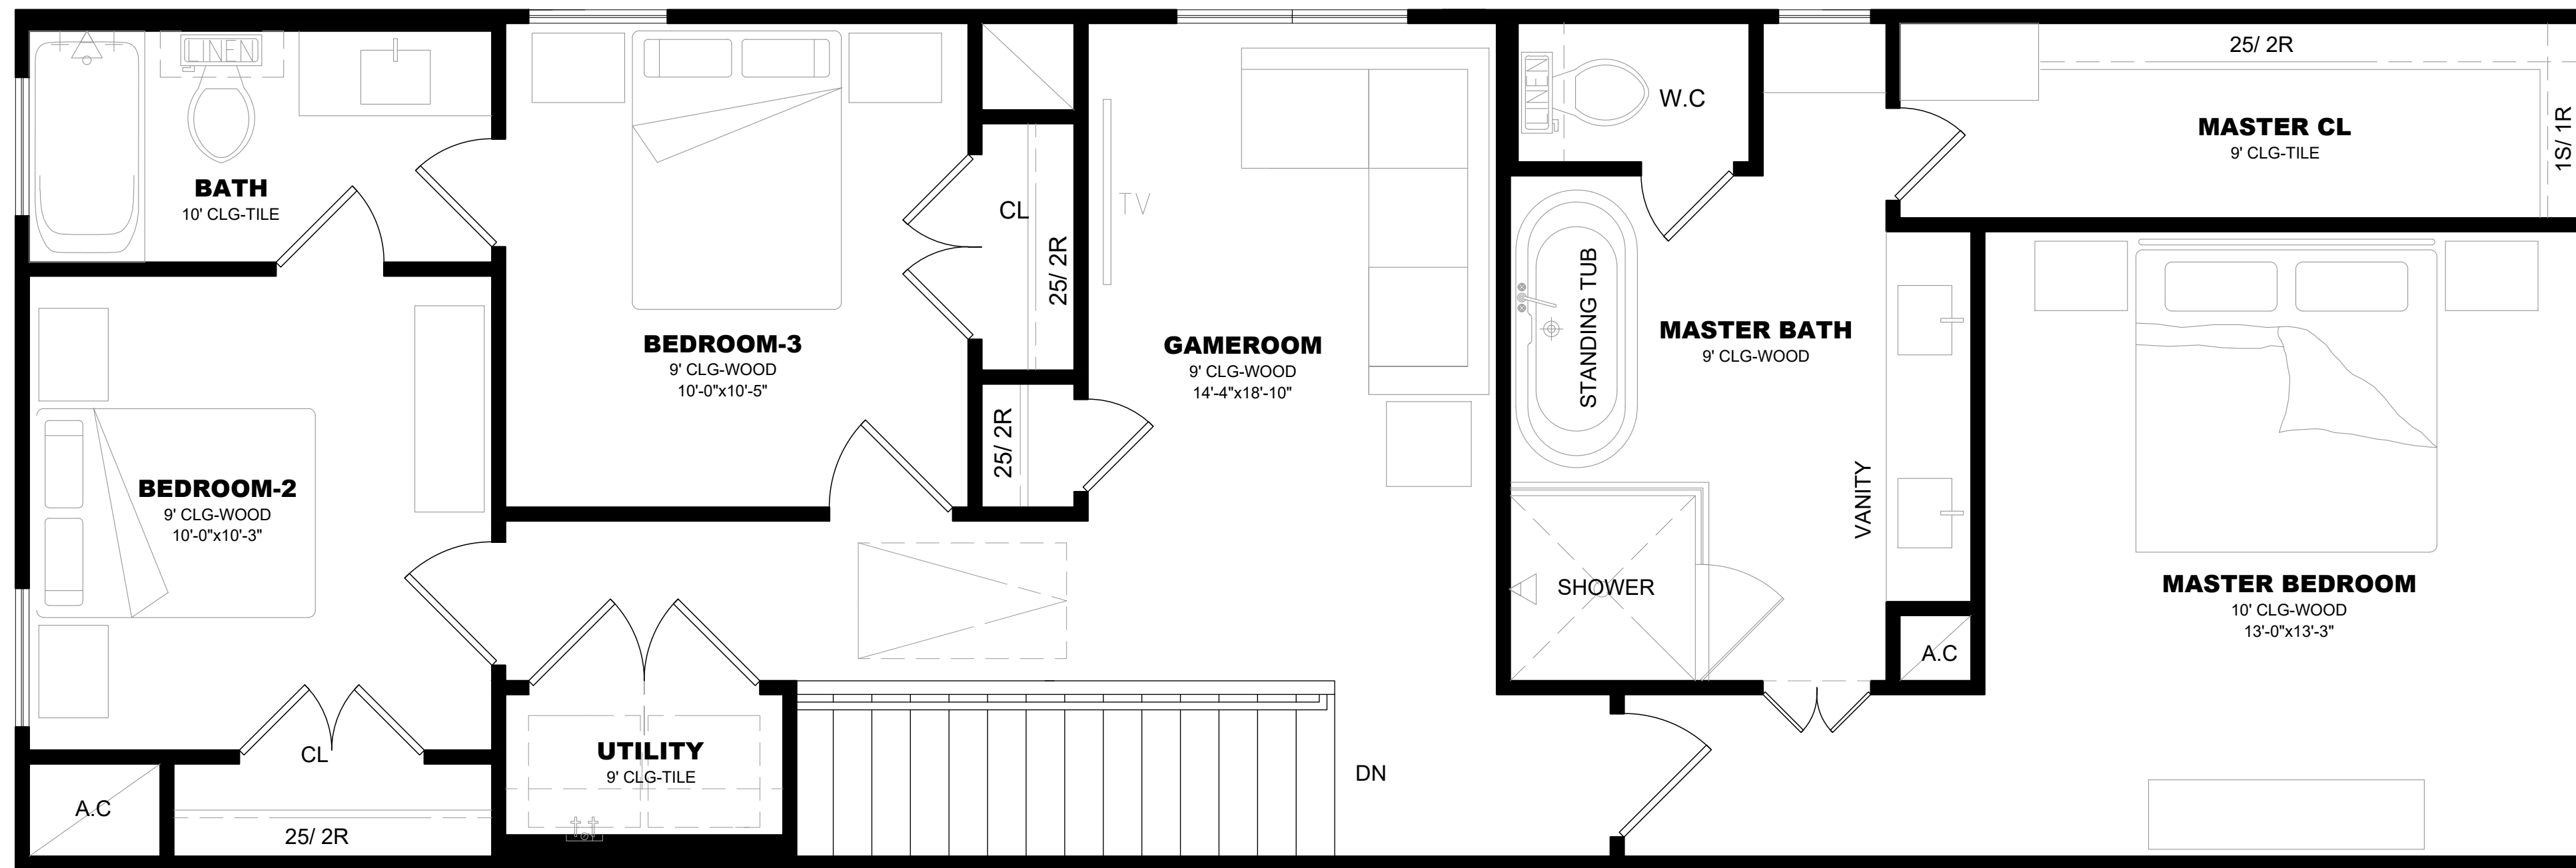 LINEN
BATH
10' CLG-TILE
BEDROOM-2
9' CLG-WOOD
10'-0"x10'-3"
CL
A.C
25/ 2R
BEDROOM-3
9' CLG-WOOD
10'-0"x10'-5"
CL
25/ 2R
25/ 2R
UTILITY
9' CLG-TILE
TV
GAMEROOM
9' CLG-WOOD
14'-4"x18'-10"
DN
LINEN
W.C
STANDING TUB
MASTER BATH
9' CLG-WOOD
VANITY
SHOWER
A.C
25/ 2R
MASTER CL
9' CLG-TILE
1S/ 1R
MASTER BEDROOM
10' CLG-WOOD
13'-0"x13'-3"